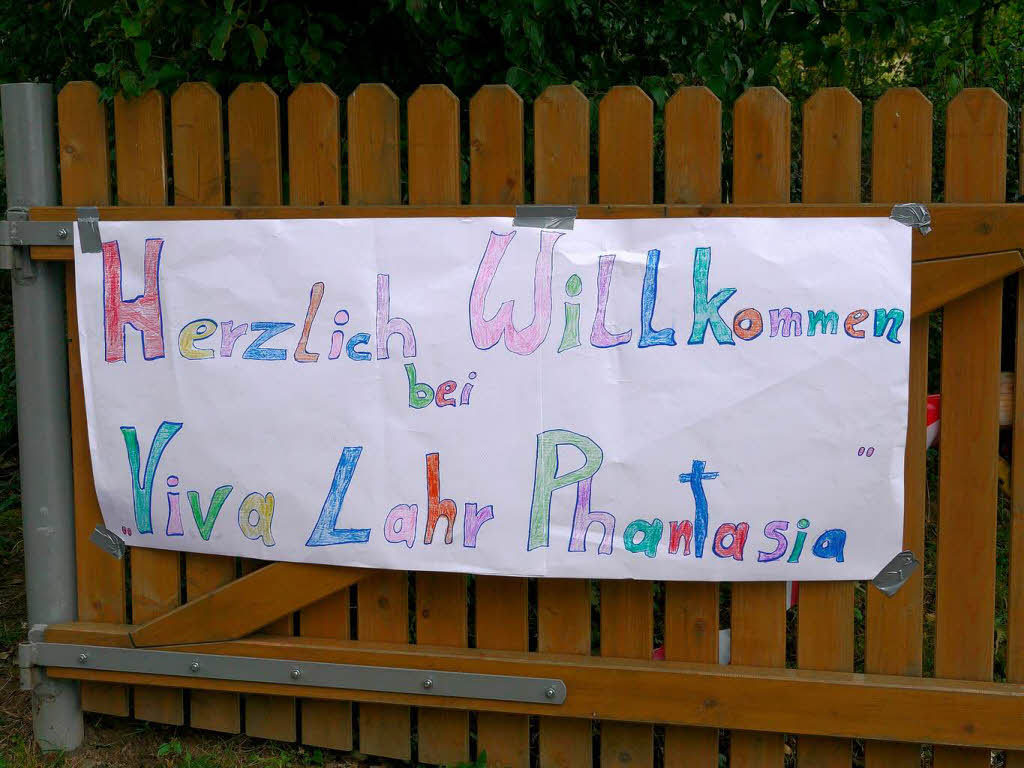 Herzlich Willkommen
bei
„Viva Lahr Phantasia"